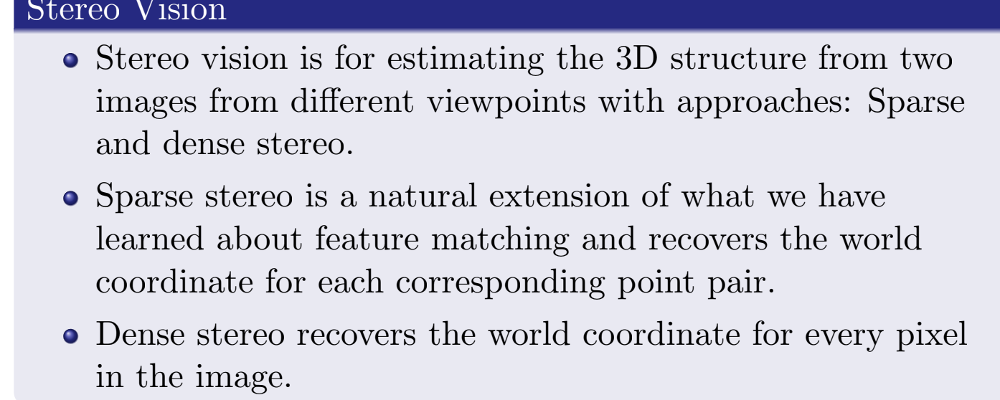 Stereo Vision
Stereo vision is for estimating the 3D structure from two
images from different viewpoints with approaches: Sparse
and dense stereo.
Sparse stereo is a natural extension of what we have
learned about feature matching and recovers the world
coordinate for each corresponding point pair.
Dense stereo recovers the world coordinate for every pixel
in the image.